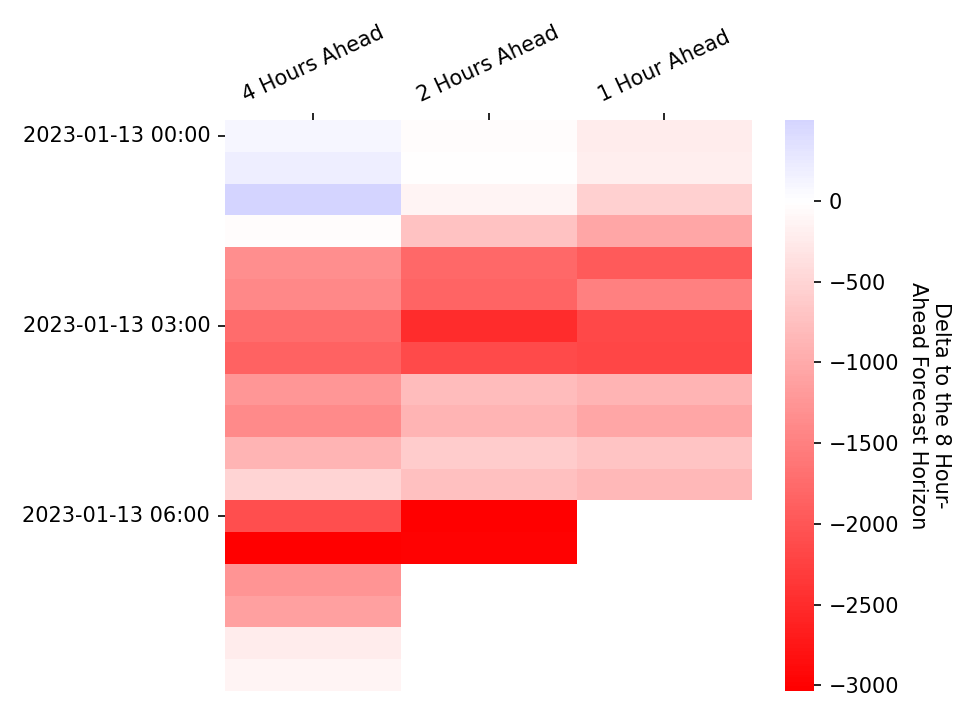 4 Hours Ahead
2 Hours Ahead
1 Hour Ahead
2023-01-13 00:00
2023-01-13 03:00
2023-01-13 06:00
0
−500
−1000
−1500
−2000
−2500
−3000
Delta to the 8 Hour-
Ahead Forecast Horizon